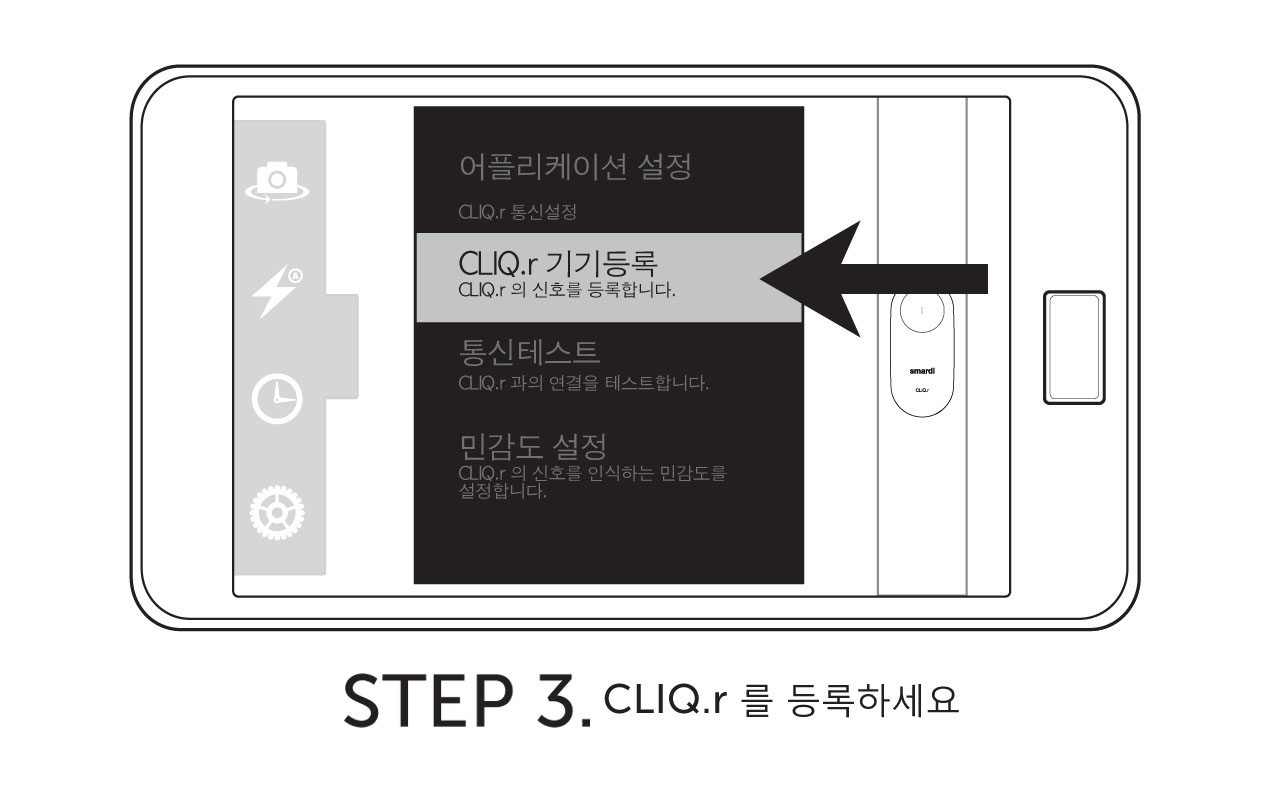 어플리케이션 설정
CLIQ.r 통신설정
CLIQ.r 기기등록
CLIQ.r 의 신호를 등록합니다.
통신테스트
CLIQ.r 과의 연결을 테스트합니다.
민감도 설정
CLIQ.r 의 신호를 인식하는 민감도를
설정합니다.
A
smardi
CLIQ.r
STEP 3. CLIQ.r 를 등록하세요